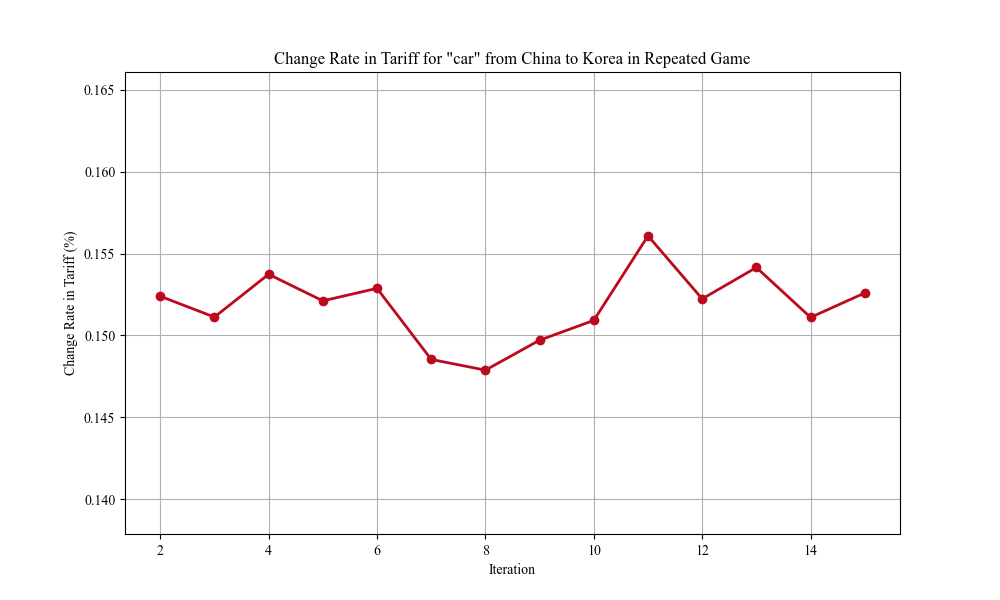 Change Rate in Tariff for "car" from China to Korea in Repeated Game
Change Rate in Tariff (%)
0.165
0.160
0.155
0.150
0.145
0.140
2 4 6 8 10 12 14
Iteration